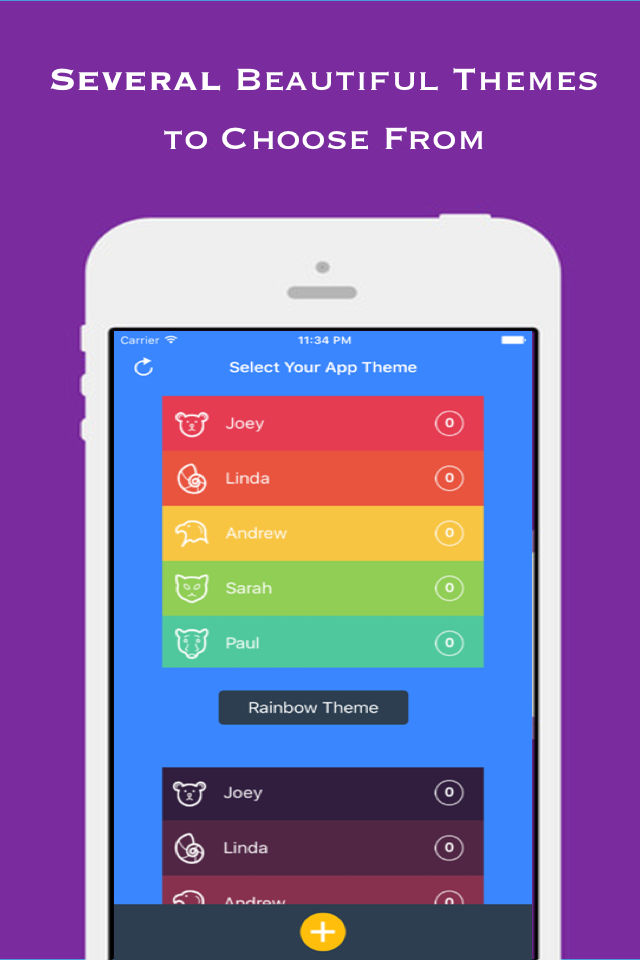 Several Beautiful Themes
to Choose From
Carrier 11:34 PM
Select Your App Theme
Joey 0
Linda 0
Andrew 0
Sarah 0
Paul 0
Rainbow Theme
Joey 0
Linda 0
Andrew 0